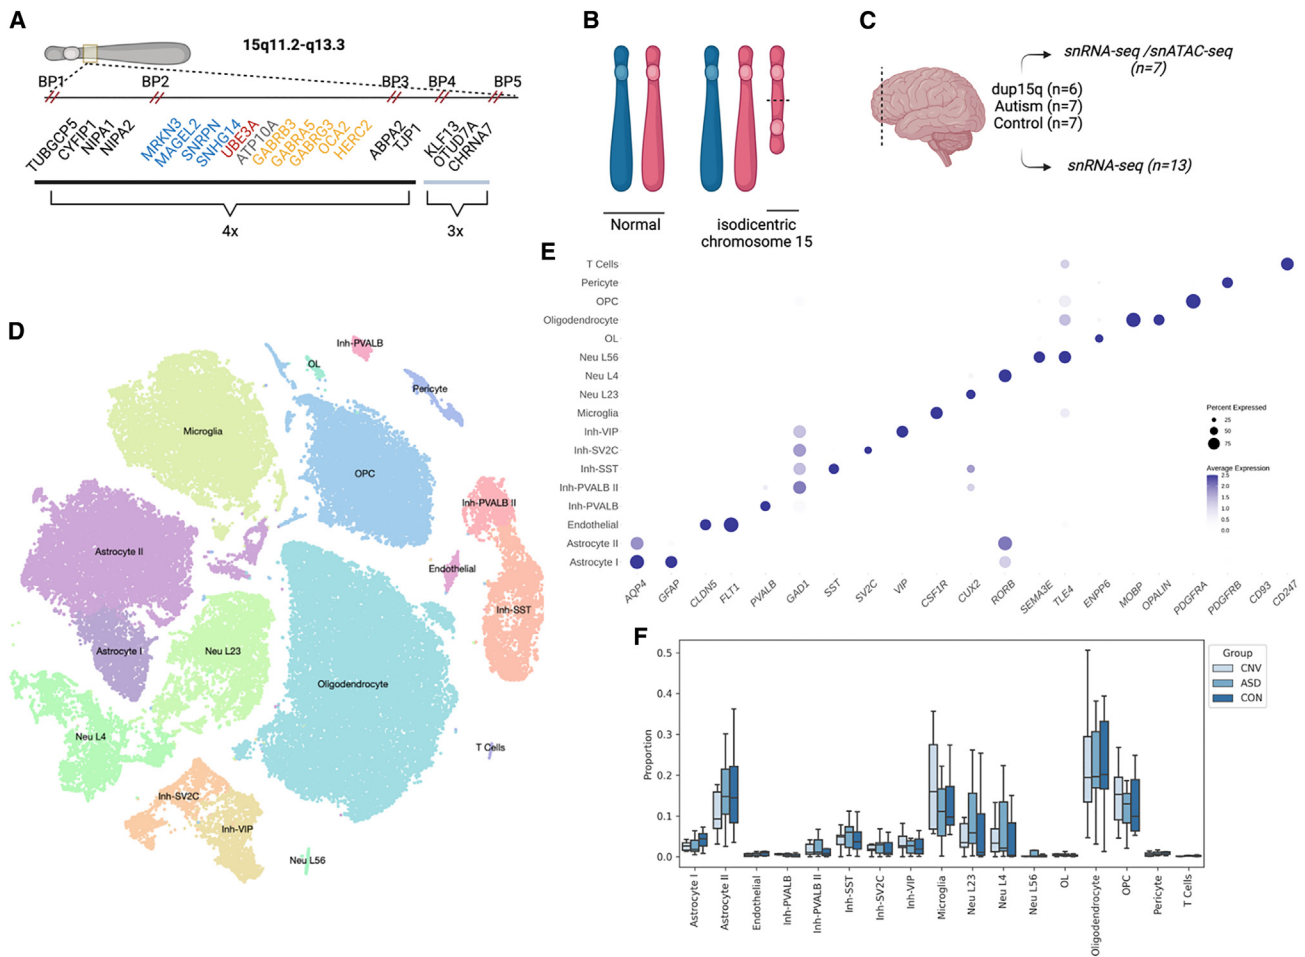 A
15q11.2-q13.3
BP1
BP2
BP3
BP4
BP5
TUBGCP5
CYFIP1
NIPA1
NIPA2
MRKN3
MAGEL2
SNRPN
SNHG14
UBE3A
ATP10A
GABRB3
GABRA5
GABRG3
OCA2
HERC2
ABPA2
TJP1
KLF13
OTUD7A
CHRNA7
4x
3x
B
Normal
isodicentric
chromosome 15
C
dup15q (n=6)
Autism (n=7)
Control (n=7)
snRNA-seq /snATAC-seq
(n=7)
snRNA-seq (n=13)
D
Inh-PVALB
OL
Pericyte
Microglia
OPC
Inh-PVALB II
Astrocyte II
Endothelial
Inh-SST
Astrocyte I
Neu L23
Oligodendrocyte
Neu L4
T Cells
Inh-SV2C
Inh-VIP
Neu L56
E
T Cells
Pericyte
OPC
Oligodendrocyte
OL
Neu L56
Neu L4
Neu L23
Microglia
Inh-VIP
Inh-SV2C
Inh-SST
Inh-PVALB II
Inh-PVALB
Endothelial
Astrocyte II
Astrocyte I
AQP4
GFAP
CLDN5
FLT1
PVALB
GAD1
SST
SV2C
VIP
CSF1R
CUX2
RORB
SEMA3E
TLE4
ENPP6
MOBP
OPALIN
PDGFRA
PDGFRB
CD93
CD247
Percent Expressed
25
50
75
Average Expression
2.5
2.0
1.5
1.0
0.5
0.0
F
Proportion
0.5
0.4
0.3
0.2
0.1
0.0
Astrocyte I
Astrocyte II
Endothelial
Inh-PVALB
Inh-PVALB II
Inh-SST
Inh-SV2C
Inh-VIP
Microglia
Neu L23
Neu L4
Neu L56
OL
Oligodendrocyte
OPC
Pericyte
T Cells
Group
CNV
ASD
CON